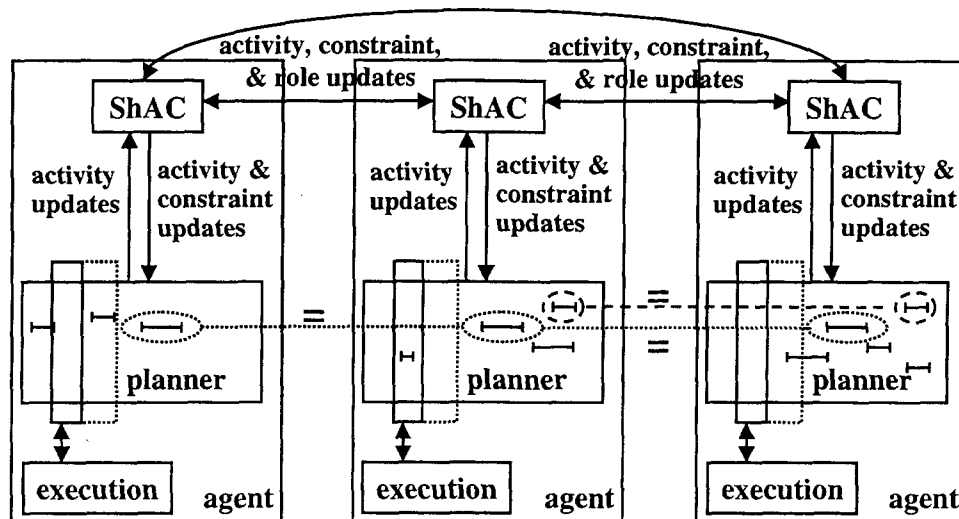 activity, constraint,
& role updates
activity, constraint,
& role updates
ShAC
ShAC
ShAC
activity
updates
activity &
constraint
updates
activity
updates
activity &
constraint
updates
activity
updates
activity &
constraint
updates
=
=
=
planner
planner
planner
execution
agent
execution
agent
execution
agent